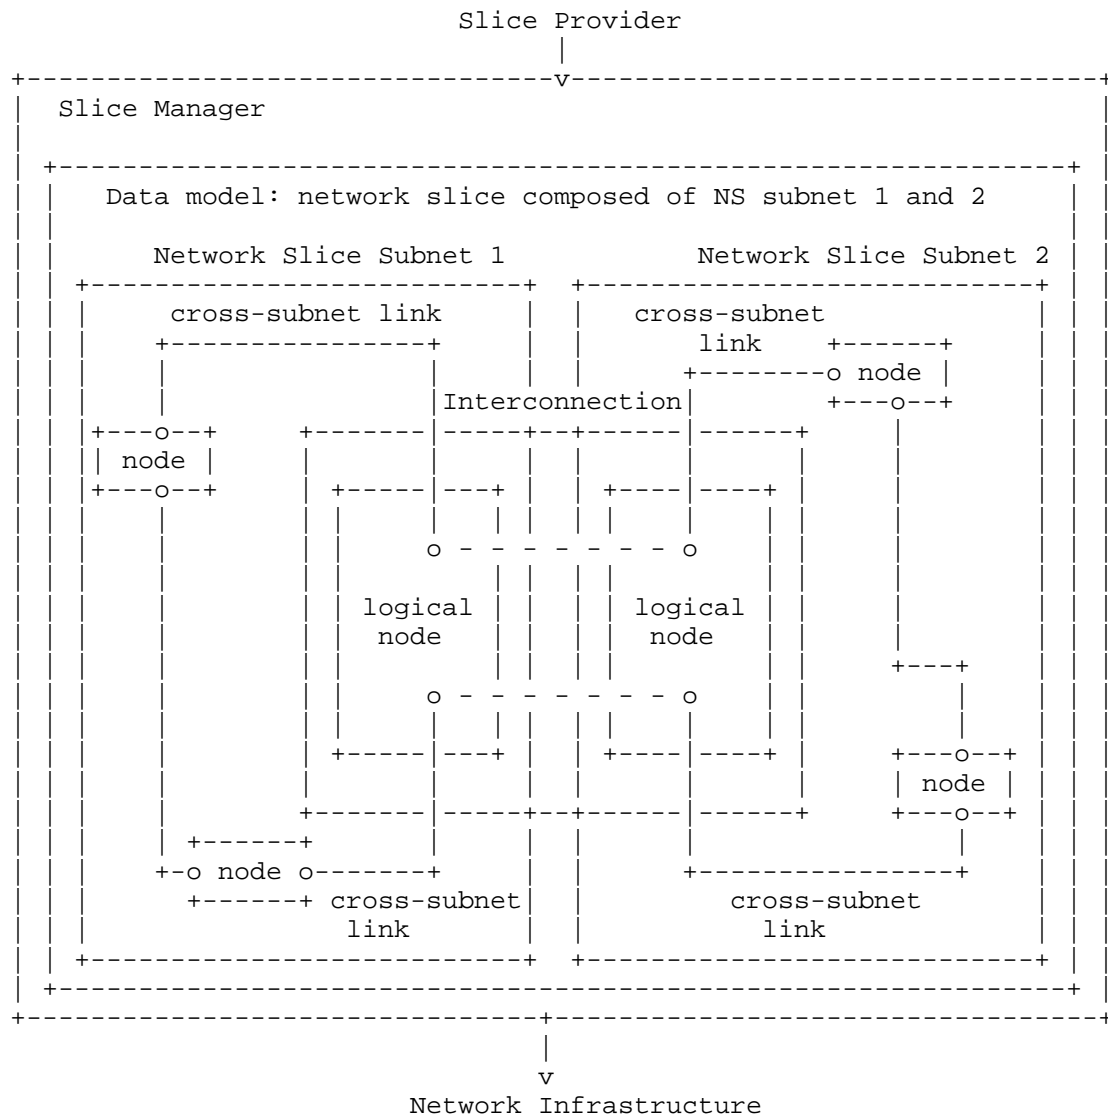 Slice Provider
Slice Manager
Data model: network slice composed of NS subnet 1 and 2
Network Slice Subnet 1
Network Slice Subnet 2
cross-subnet link
cross-subnet
link
node
Interconnection
node
logical
node
logical
node
node
node
cross-subnet
link
cross-subnet
link
Network Infrastructure